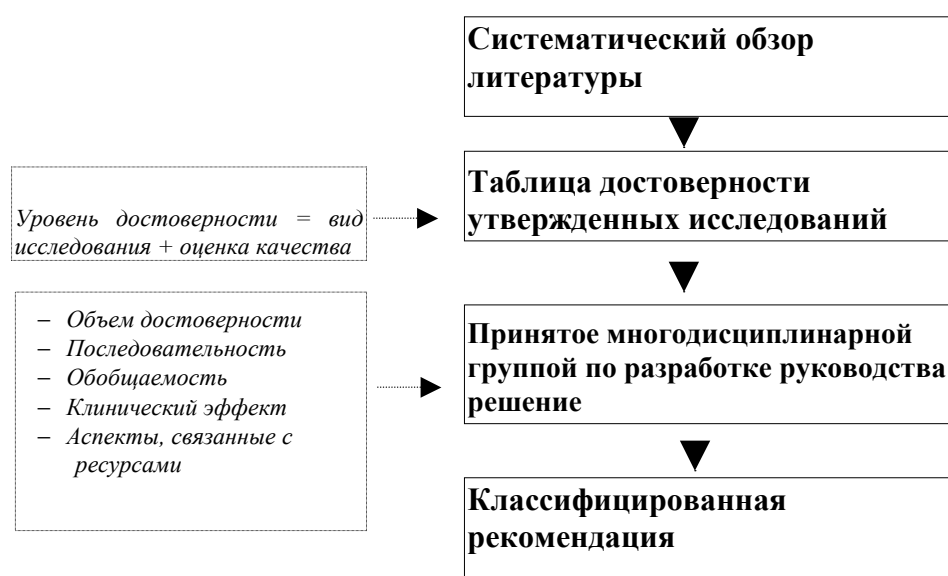 Систематический обзор
литературы
Таблица достоверности
утвержденных исследований
Уровень достоверности = вид
исследования + оценка качества
– Объем достоверности
– Последовательность
– Обобщаемость
– Клинический эффект
– Аспекты, связанные с
ресурсами
Принятое многодисциплинарной
группой по разработке руководства
решение
Классифицированная
рекомендация